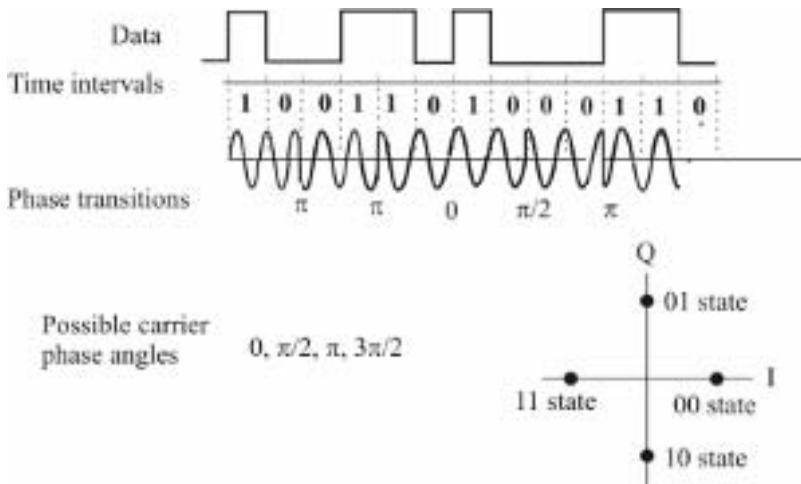 Data
Time intervals
1 0 0 1 1 0 1 0 0 0 1 1 0
Phase transitions
π π 0 π/2 π
Q
01 state
Possible carrier
phase angles
0, π/2, π, 3π/2
I
11 state
00 state
10 state